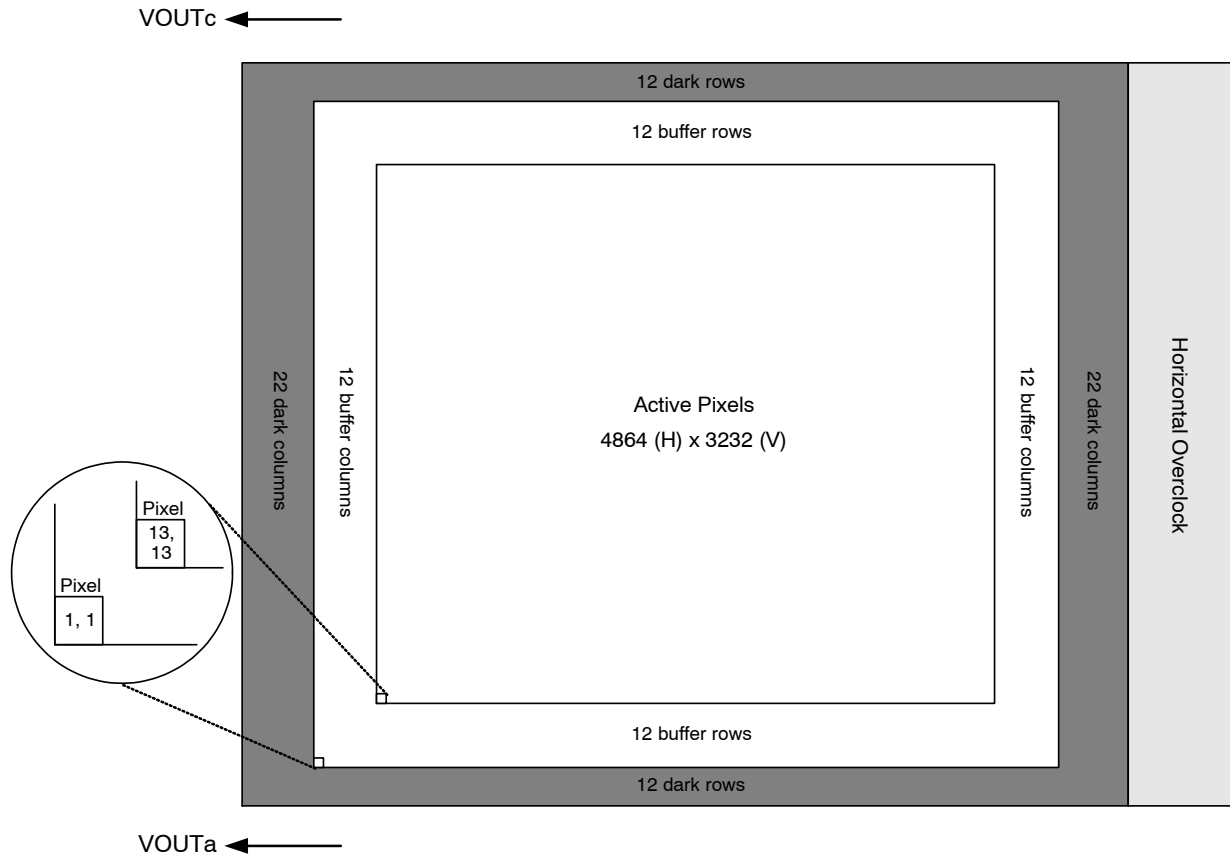 VOUTc
12 dark rows
12 buffer rows
22 dark columns
12 buffer columns
Active Pixels
4864 (H) x 3232 (V)
12 buffer columns
22 dark columns
Horizontal Overclock
Pixel
13,
13
Pixel
1, 1
12 buffer rows
12 dark rows
VOUTa